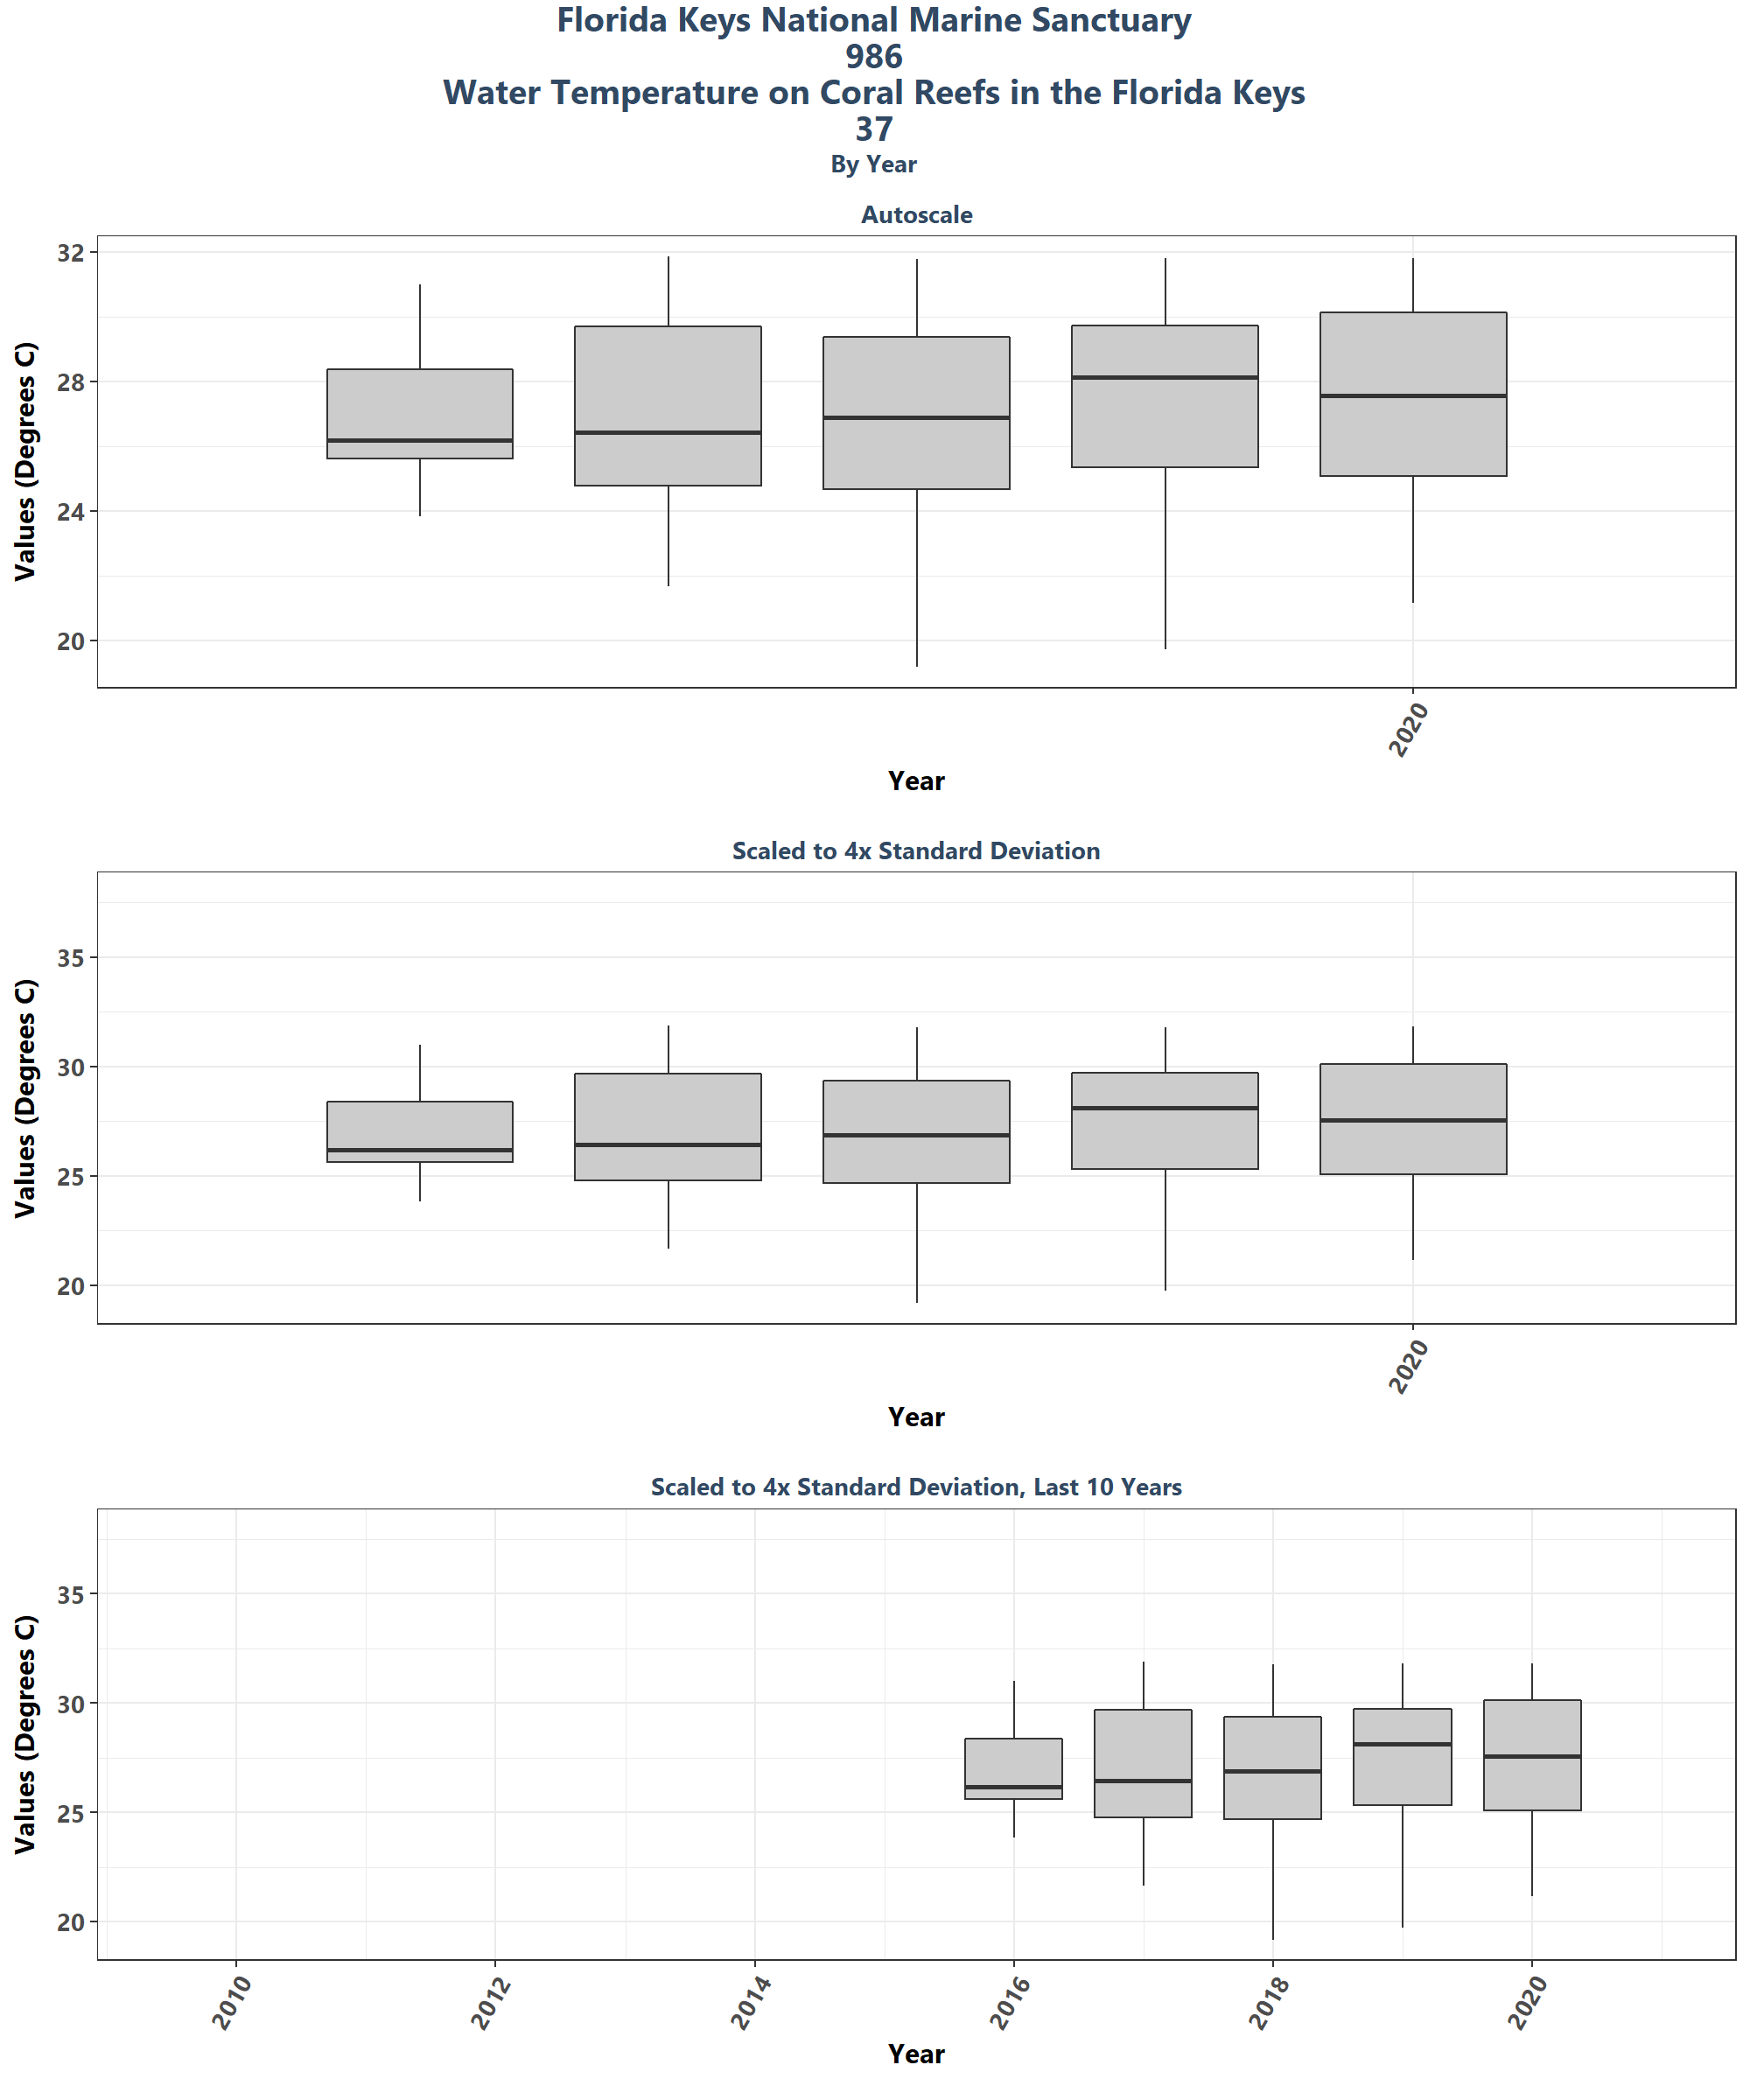 Florida Keys National Marine Sanctuary
986
Water Temperature on Coral Reefs in the Florida Keys
37
By Year
Autoscale
32
28
24
20
Values (Degrees C)
2020
Year
Scaled to 4x Standard Deviation
35
30
25
20
Values (Degrees C)
2020
Year
Scaled to 4x Standard Deviation, Last 10 Years
35
30
25
20
Values (Degrees C)
2010 2012 2014 2016 2018 2020
Year